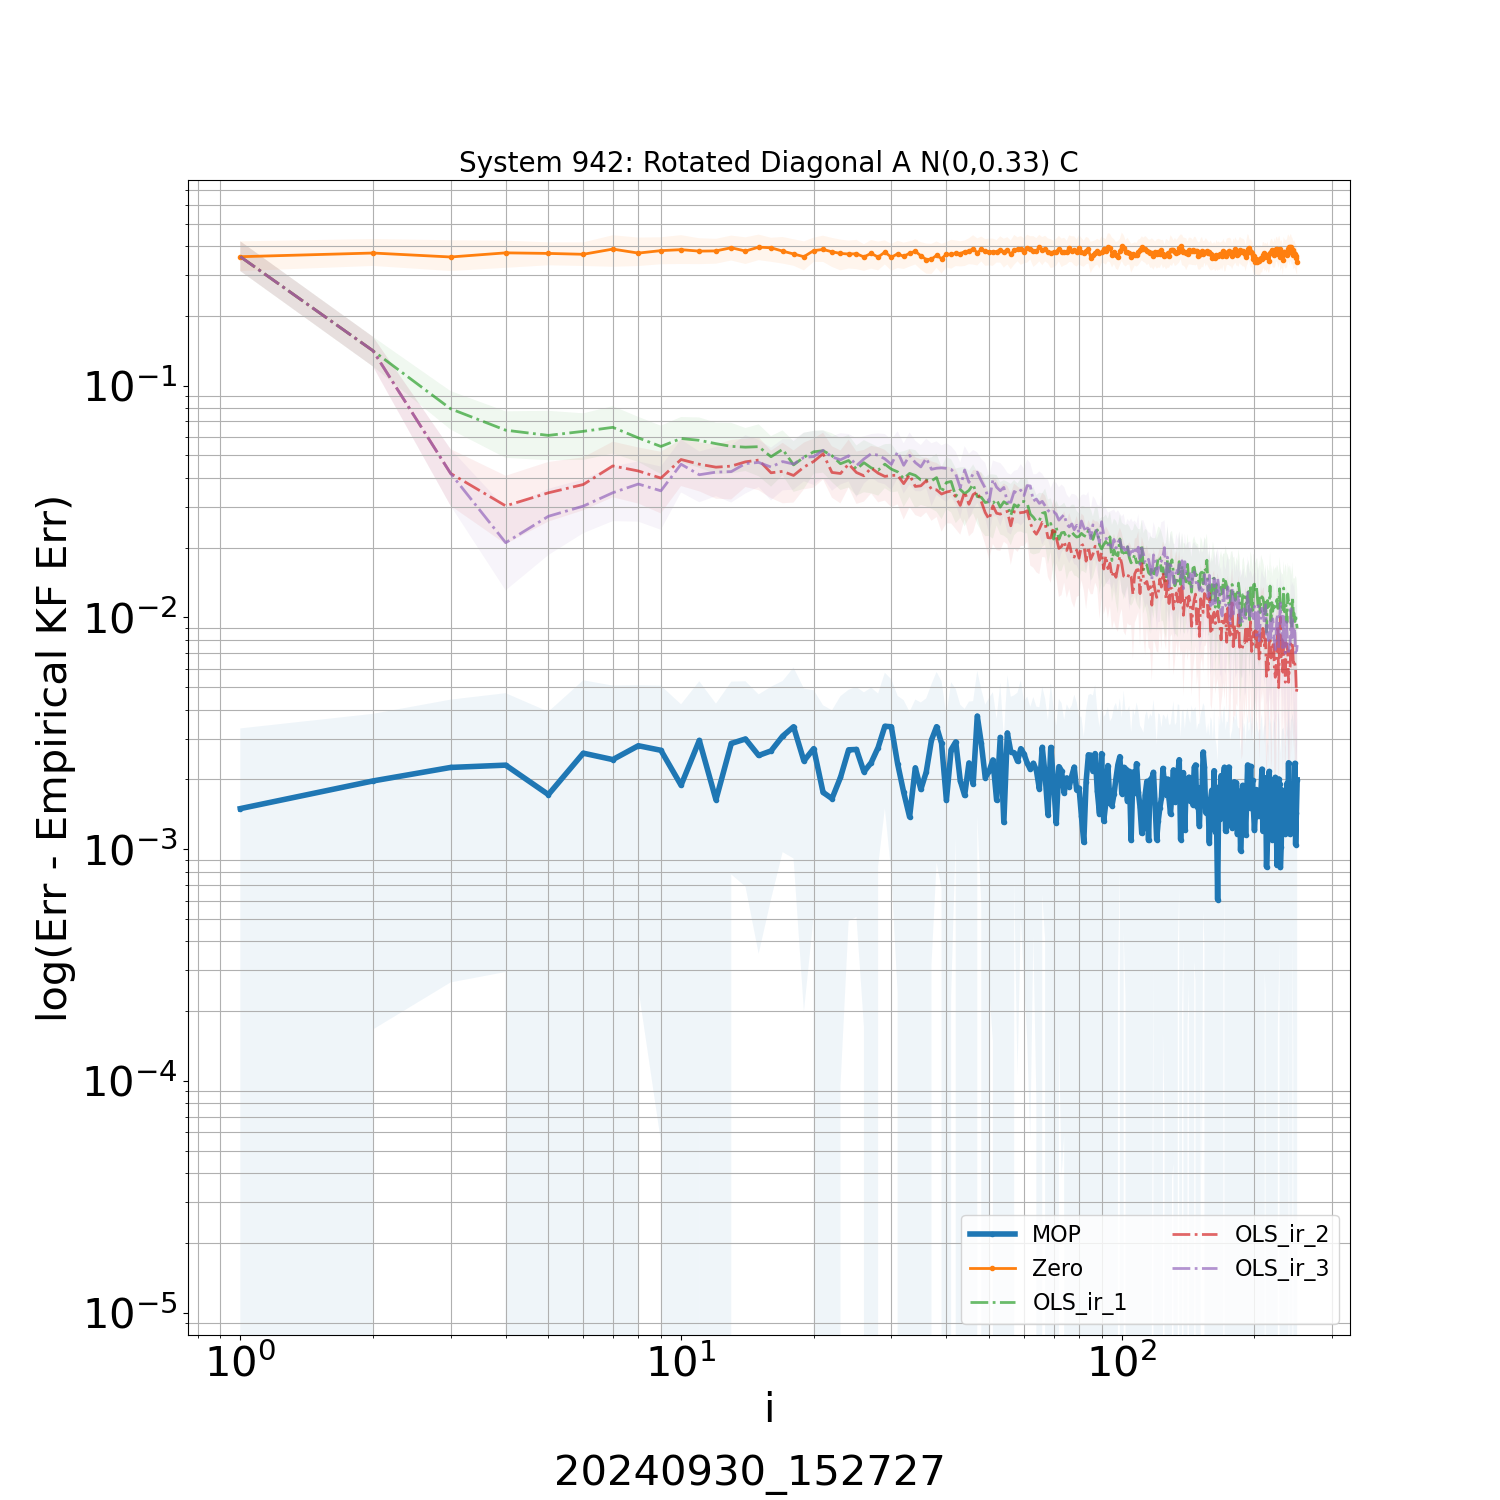 System 942: Rotated Diagonal A N(0,0.33) C
log(Err - Empirical KF Err)
10⁻¹
10⁻²
10⁻³
10⁻⁴
10⁻⁵
MOP
Zero
OLS_ir_1
OLS_ir_2
OLS_ir_3
10⁰ 10¹ 10²
i
20240930_152727